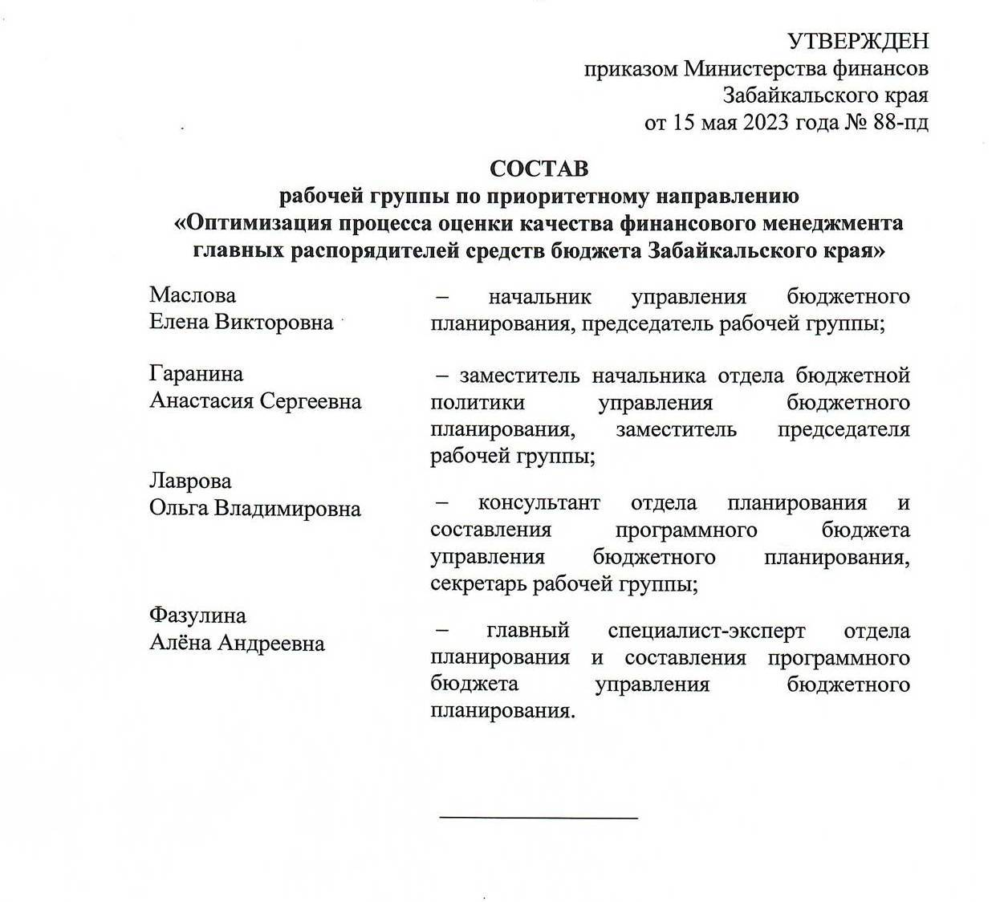 УТВЕРЖДЕН
приказом Министерства финансов
Забайкальского края
от 15 мая 2023 года № 88-пд
СОСТАВ
рабочей группы по приоритетному направлению
«Оптимизация процесса оценки качества финансового менеджмента
главных распорядителей средств бюджета Забайкальского края»
Маслова
Елена Викторовна
– начальник управления бюджетного
планирования, председатель рабочей группы;
Гаранина
Анастасия Сергеевна
– заместитель начальника отдела бюджетной
политики управления бюджетного
планирования, заместитель председателя
рабочей группы;
Лаврова
Ольга Владимировна
– консультант отдела планирования и
составления программного бюджета
управления бюджетного планирования,
секретарь рабочей группы;
Фазулина
Алёна Андреевна
– главный специалист-эксперт отдела
планирования и составления программного
бюджета управления бюджетного
планирования.